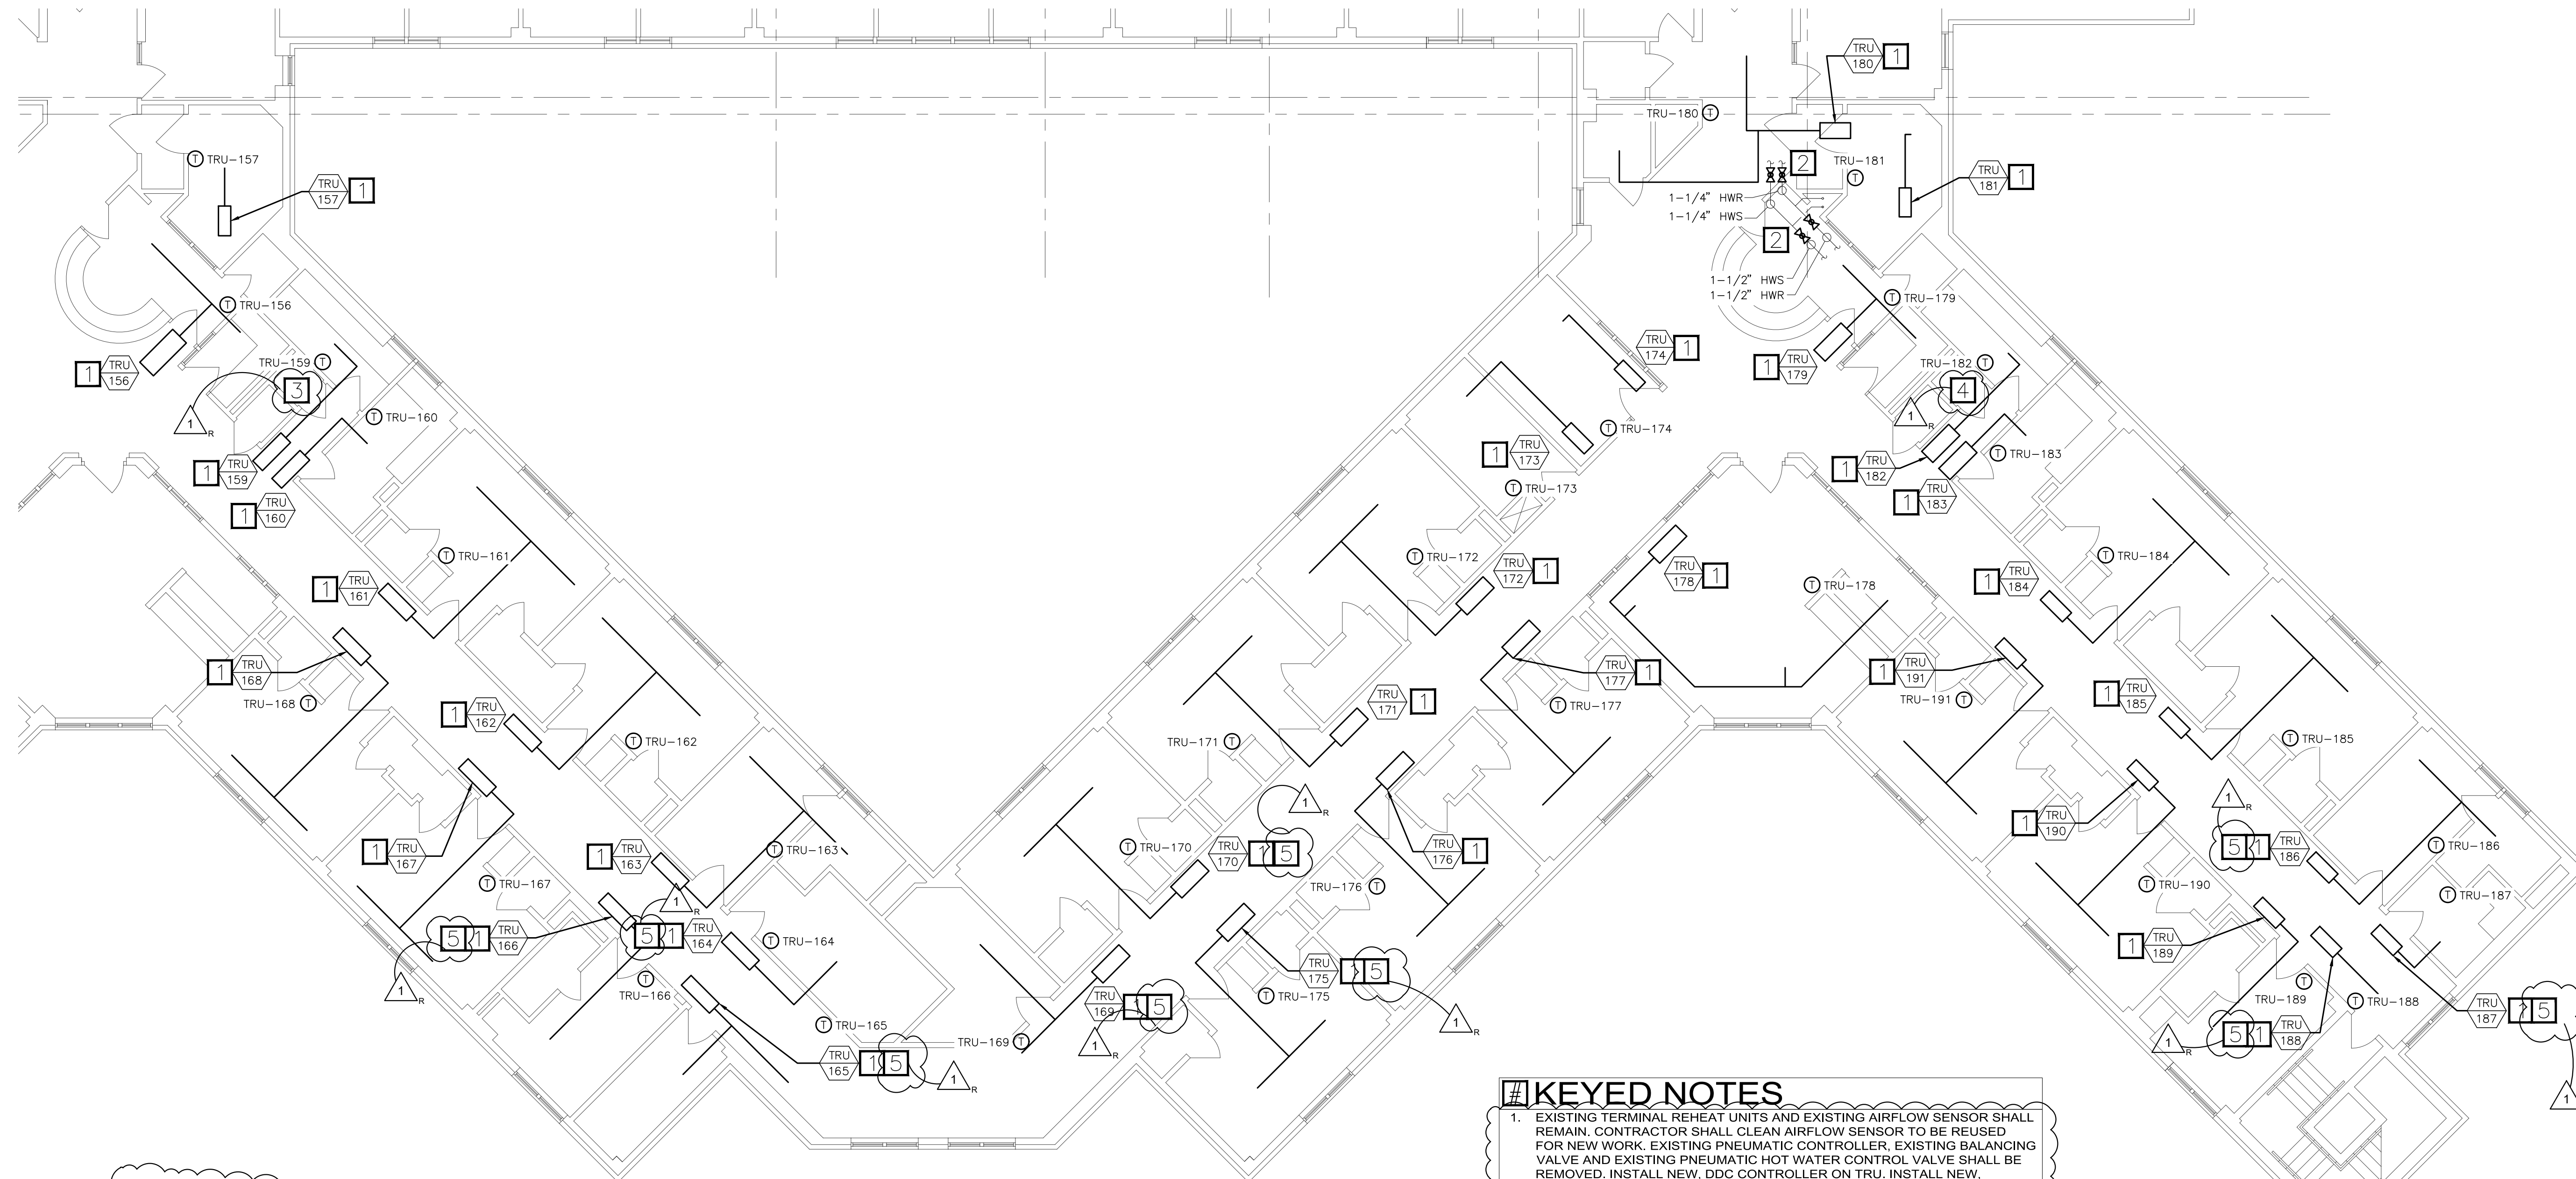 TRU
180
1
TRU-180 T
T TRU-157
TRU
157
1
2
TRU-181
T
TRU
181
1
1-1/4" HWR
1-1/4" HWS
2
1-1/2" HWS
1-1/2" HWR
T TRU-156
T TRU-179
1
TRU
156
TRU-159 T
3
1
R
T TRU-160
1
TRU
159
1
TRU
160
TRU
174
1
T TRU-174
1
TRU
173
T TRU-173
1
TRU
179
TRU-182 T
4
1
R
T TRU-183
1
TRU
182
1
TRU
183
T TRU-161
1
TRU
161
T TRU-172
TRU
172
1
TRU
178
1
T TRU-178
T TRU-184
1
TRU
184
1
TRU
168
TRU-168 T
1
TRU
162
T TRU-162
TRU-171 T
TRU
171
1
TRU
177
1
T TRU-177
1
TRU
191
TRU-191 T
1
TRU
185
T TRU-185
1
TRU
167
T TRU-167
1
TRU
163
T TRU-163
T TRU-170
1
R
TRU
170
1 5
TRU
176
1
TRU-176 T
1
TRU
190
T TRU-190
1
R
5 1
TRU
186
T TRU-186
T TRU-187
5 1
TRU
166
1
R
1
R
5 1
TRU
164
T TRU-164
T
TRU-166
T TRU-165
TRU
165
1 5
1
R
TRU-169 T
TRU
169
1 5
1
R
TRU
175
1 5
T TRU-175
1
R
1
TRU
189
T
TRU-189
T TRU-188
1
R
5 1
TRU
188
TRU
187
1 5
1
# KEYED NOTES
1. EXISTING TERMINAL REHEAT UNITS AND EXISTING AIRFLOW SENSOR SHALL
REMAIN. CONTRACTOR SHALL CLEAN AIRFLOW SENSOR TO BE REUSED
FOR NEW WORK. EXISTING PNEUMATIC CONTROLLER, EXISTING BALANCING
VALVE AND EXISTING PNEUMATIC HOT WATER CONTROL VALVE SHALL BE
REMOVED. INSTALL NEW, DDC CONTROLLER ON TRU. INSTALL NEW,